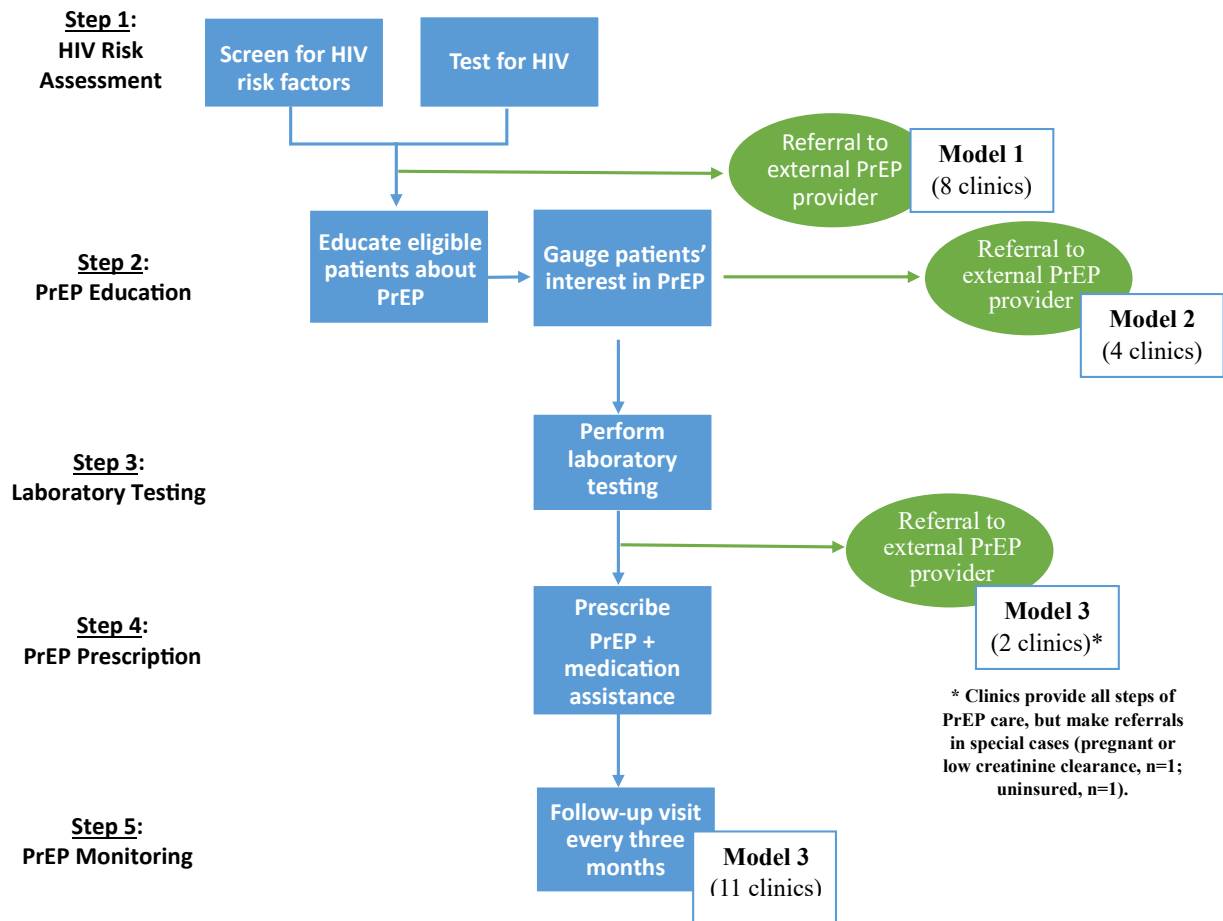 Step 1:
HIV Risk
Assessment
Screen for HIV
risk factors
Test for HIV
Referral to
external PrEP
provider
Model 1
(8 clinics)
Step 2:
PrEP Education
Educate eligible
patients about
PrEP
Gauge patients’
interest in PrEP
Referral to
external PrEP
provider
Model 2
(4 clinics)
Step 3:
Laboratory Testing
Perform
laboratory
testing
Referral to
external PrEP
provider
Model 3
(2 clinics)*
* Clinics provide all steps of
PrEP care, but make referrals
in special cases (pregnant or
low creatinine clearance, n=1;
uninsured, n=1).
Step 4:
PrEP Prescription
Prescribe
PrEP +
medication
assistance
Step 5:
PrEP Monitoring
Follow-up visit
every three
months
Model 3
(11 clinics)